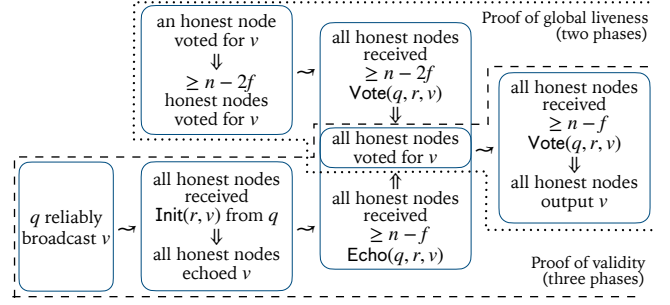 Proof of global liveness
(two phases)
an honest node
voted for v
⇓
≥ n − 2f
honest nodes
voted for v
⤳
all honest nodes
received
≥ n − 2f
Vote(q, r, v)
⇓
all honest nodes
voted for v
⇑
all honest nodes
received
≥ n − f
Echo(q, r, v)
⤳
all honest nodes
received
≥ n − f
Vote(q, r, v)
⇓
all honest nodes
output v
q reliably
broadcast v
⤳
all honest nodes
received
Init(r, v) from q
⇓
all honest nodes
echoed v
⤳
Proof of validity
(three phases)